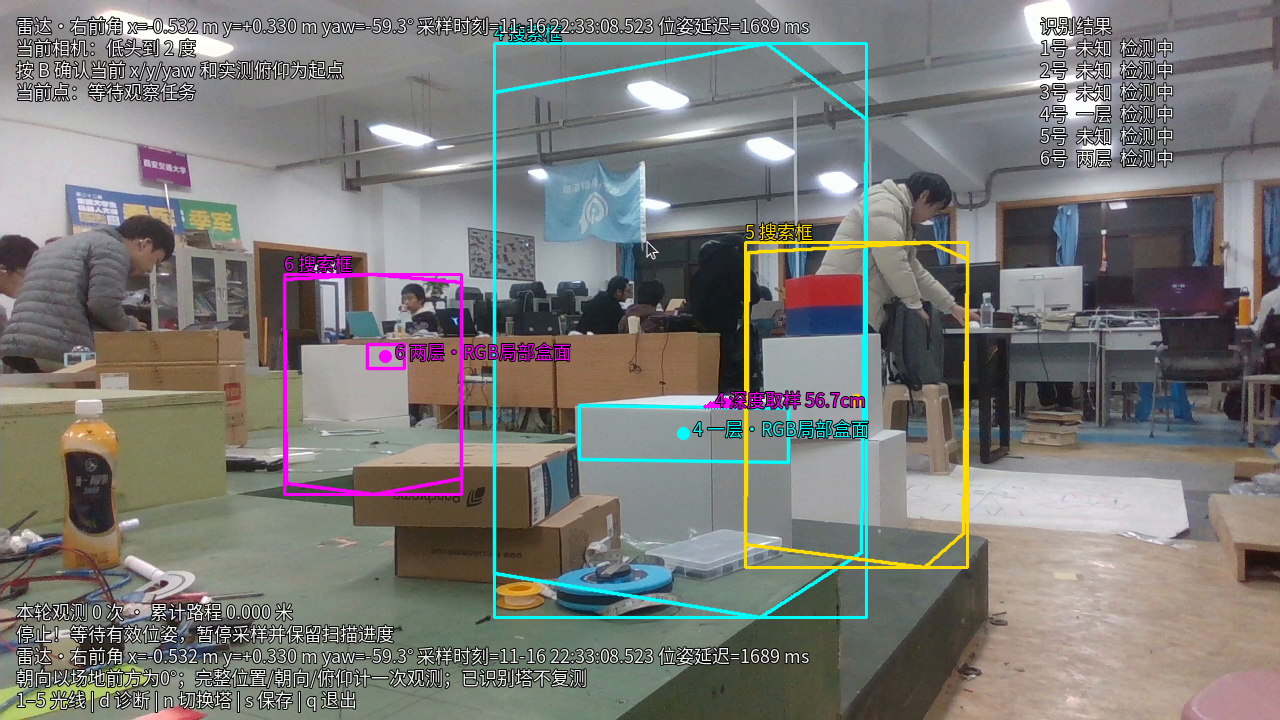 雷达·右前角 x=-0.532 m y=+0.330 m yaw=-59.3° 采样时刻=11-16 22:33:08.523 位姿延迟=1689 ms
当前相机：低头到 2 度
按 B 确认当前 x/y/yaw 和实测俯仰为起点
当前点：等待观察任务
识别结果
1号 未知 检测中
2号 未知 检测中
3号 未知 检测中
4号 一层 检测中
5号 未知 检测中
6号 两层 检测中
4 搜索框
西安交通大学
季军
5 搜索框
6 搜索框
6 两层·RGB局部盒面
4 深度取样 56.7cm
4 一层·RGB局部盒面
本轮观测 0 次 · 累计路程 0.000 米
停止！等待有效位姿，暂停采样并保留扫描进度
雷达·右前角 x=-0.532 m y=+0.330 m yaw=-59.3° 采样时刻=11-16 22:33:08.523 位姿延迟=1689 ms
朝向以场地前方为0°；完整位置/朝向/俯仰计一次观测；已识别塔不复测
1–5 光线 | d 诊断 | n 切换塔 | s 保存 | q 退出